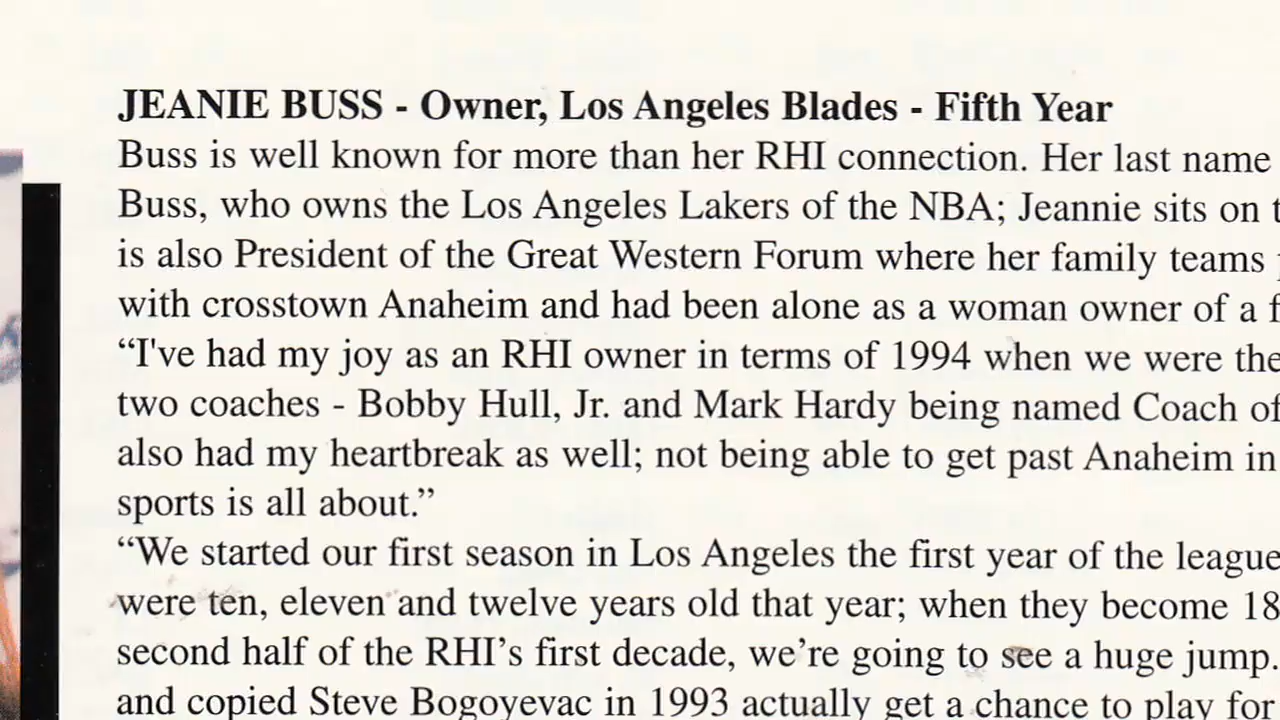 JEANIE BUSS - Owner, Los Angeles Blades - Fifth Year
Buss is well known for more than her RHI connection. Her last name
Buss, who owns the Los Angeles Lakers of the NBA; Jeannie sits on t
is also President of the Great Western Forum where her family teams
with crosstown Anaheim and had been alone as a woman owner of a f
“I've had my joy as an RHI owner in terms of 1994 when we were the
two coaches - Bobby Hull, Jr. and Mark Hardy being named Coach of
also had my heartbreak as well; not being able to get past Anaheim in
sports is all about.”
“We started our first season in Los Angeles the first year of the league
were ten, eleven and twelve years old that year; when they become 18
second half of the RHI’s first decade, we’re going to see a huge jump.
and copied Steve Bogoyevac in 1993 actually get a chance to play for